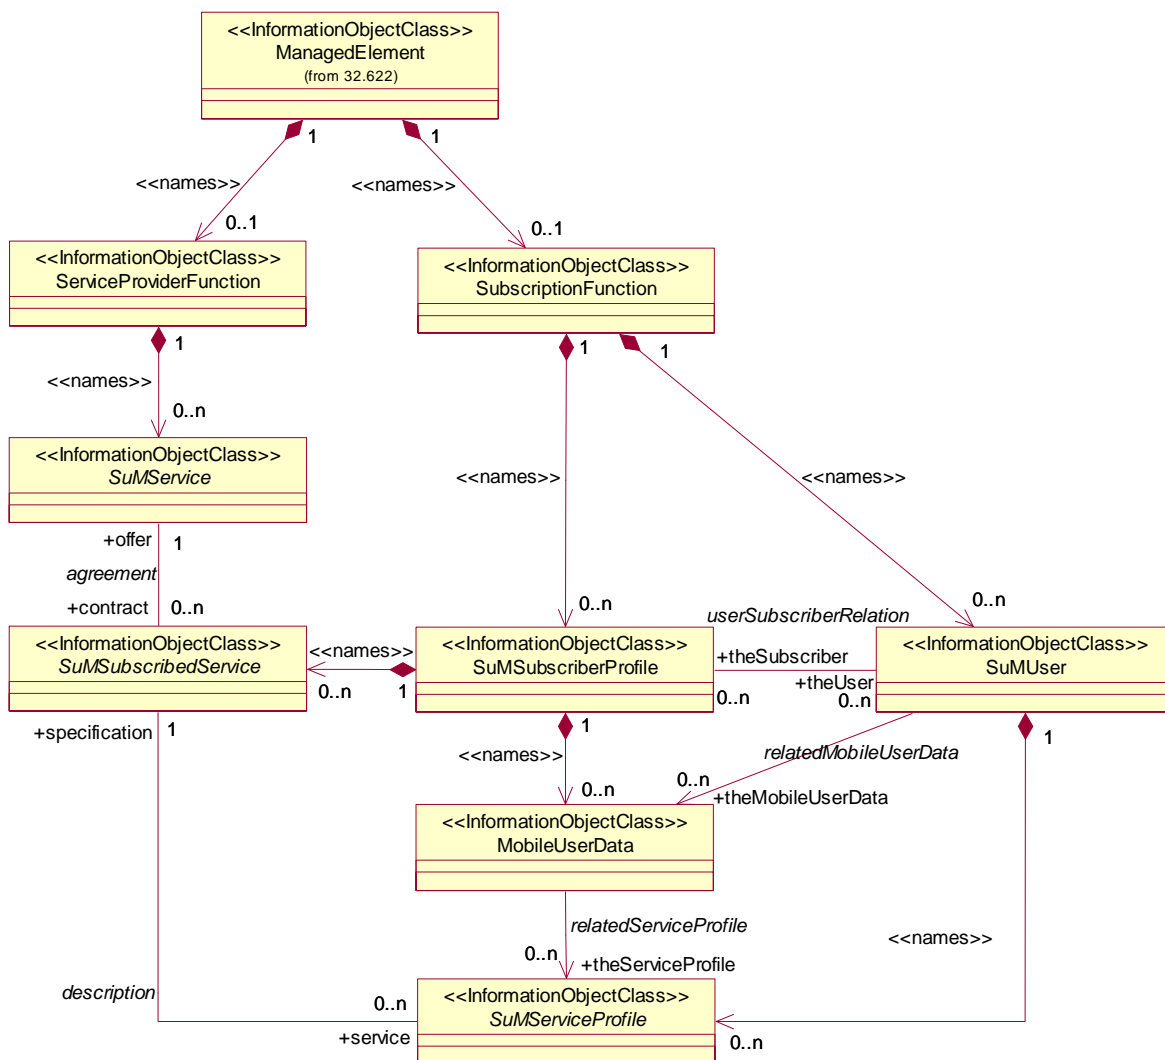 <<InformationObjectClass>>
ManagedElement
(from 32.622)
1
1
<<names>>
<<names>>
0..1
0..1
<<InformationObjectClass>>
ServiceProviderFunction
<<InformationObjectClass>>
SubscriptionFunction
1
1
1
<<names>>
0..n
<<InformationObjectClass>>
SuMService
<<names>>
<<names>>
+offer
1
agreement
+contract
0..n
0..n
0..n
userSubscriberRelation
<<InformationObjectClass>>
SuMSubscribedService
<<names>>
0..n
1
<<InformationObjectClass>>
SuMSubscriberProfile
+theSubscriber
+theUser
0..n
0..n
<<InformationObjectClass>>
SuMUser
+specification
1
1
1
<<names>>
relatedMobileUserData
0..n
0..n
+theMobileUserData
<<InformationObjectClass>>
MobileUserData
relatedServiceProfile
<<names>>
0..n
+theServiceProfile
description
0..n
+service
<<InformationObjectClass>>
SuMServiceProfile
0..n